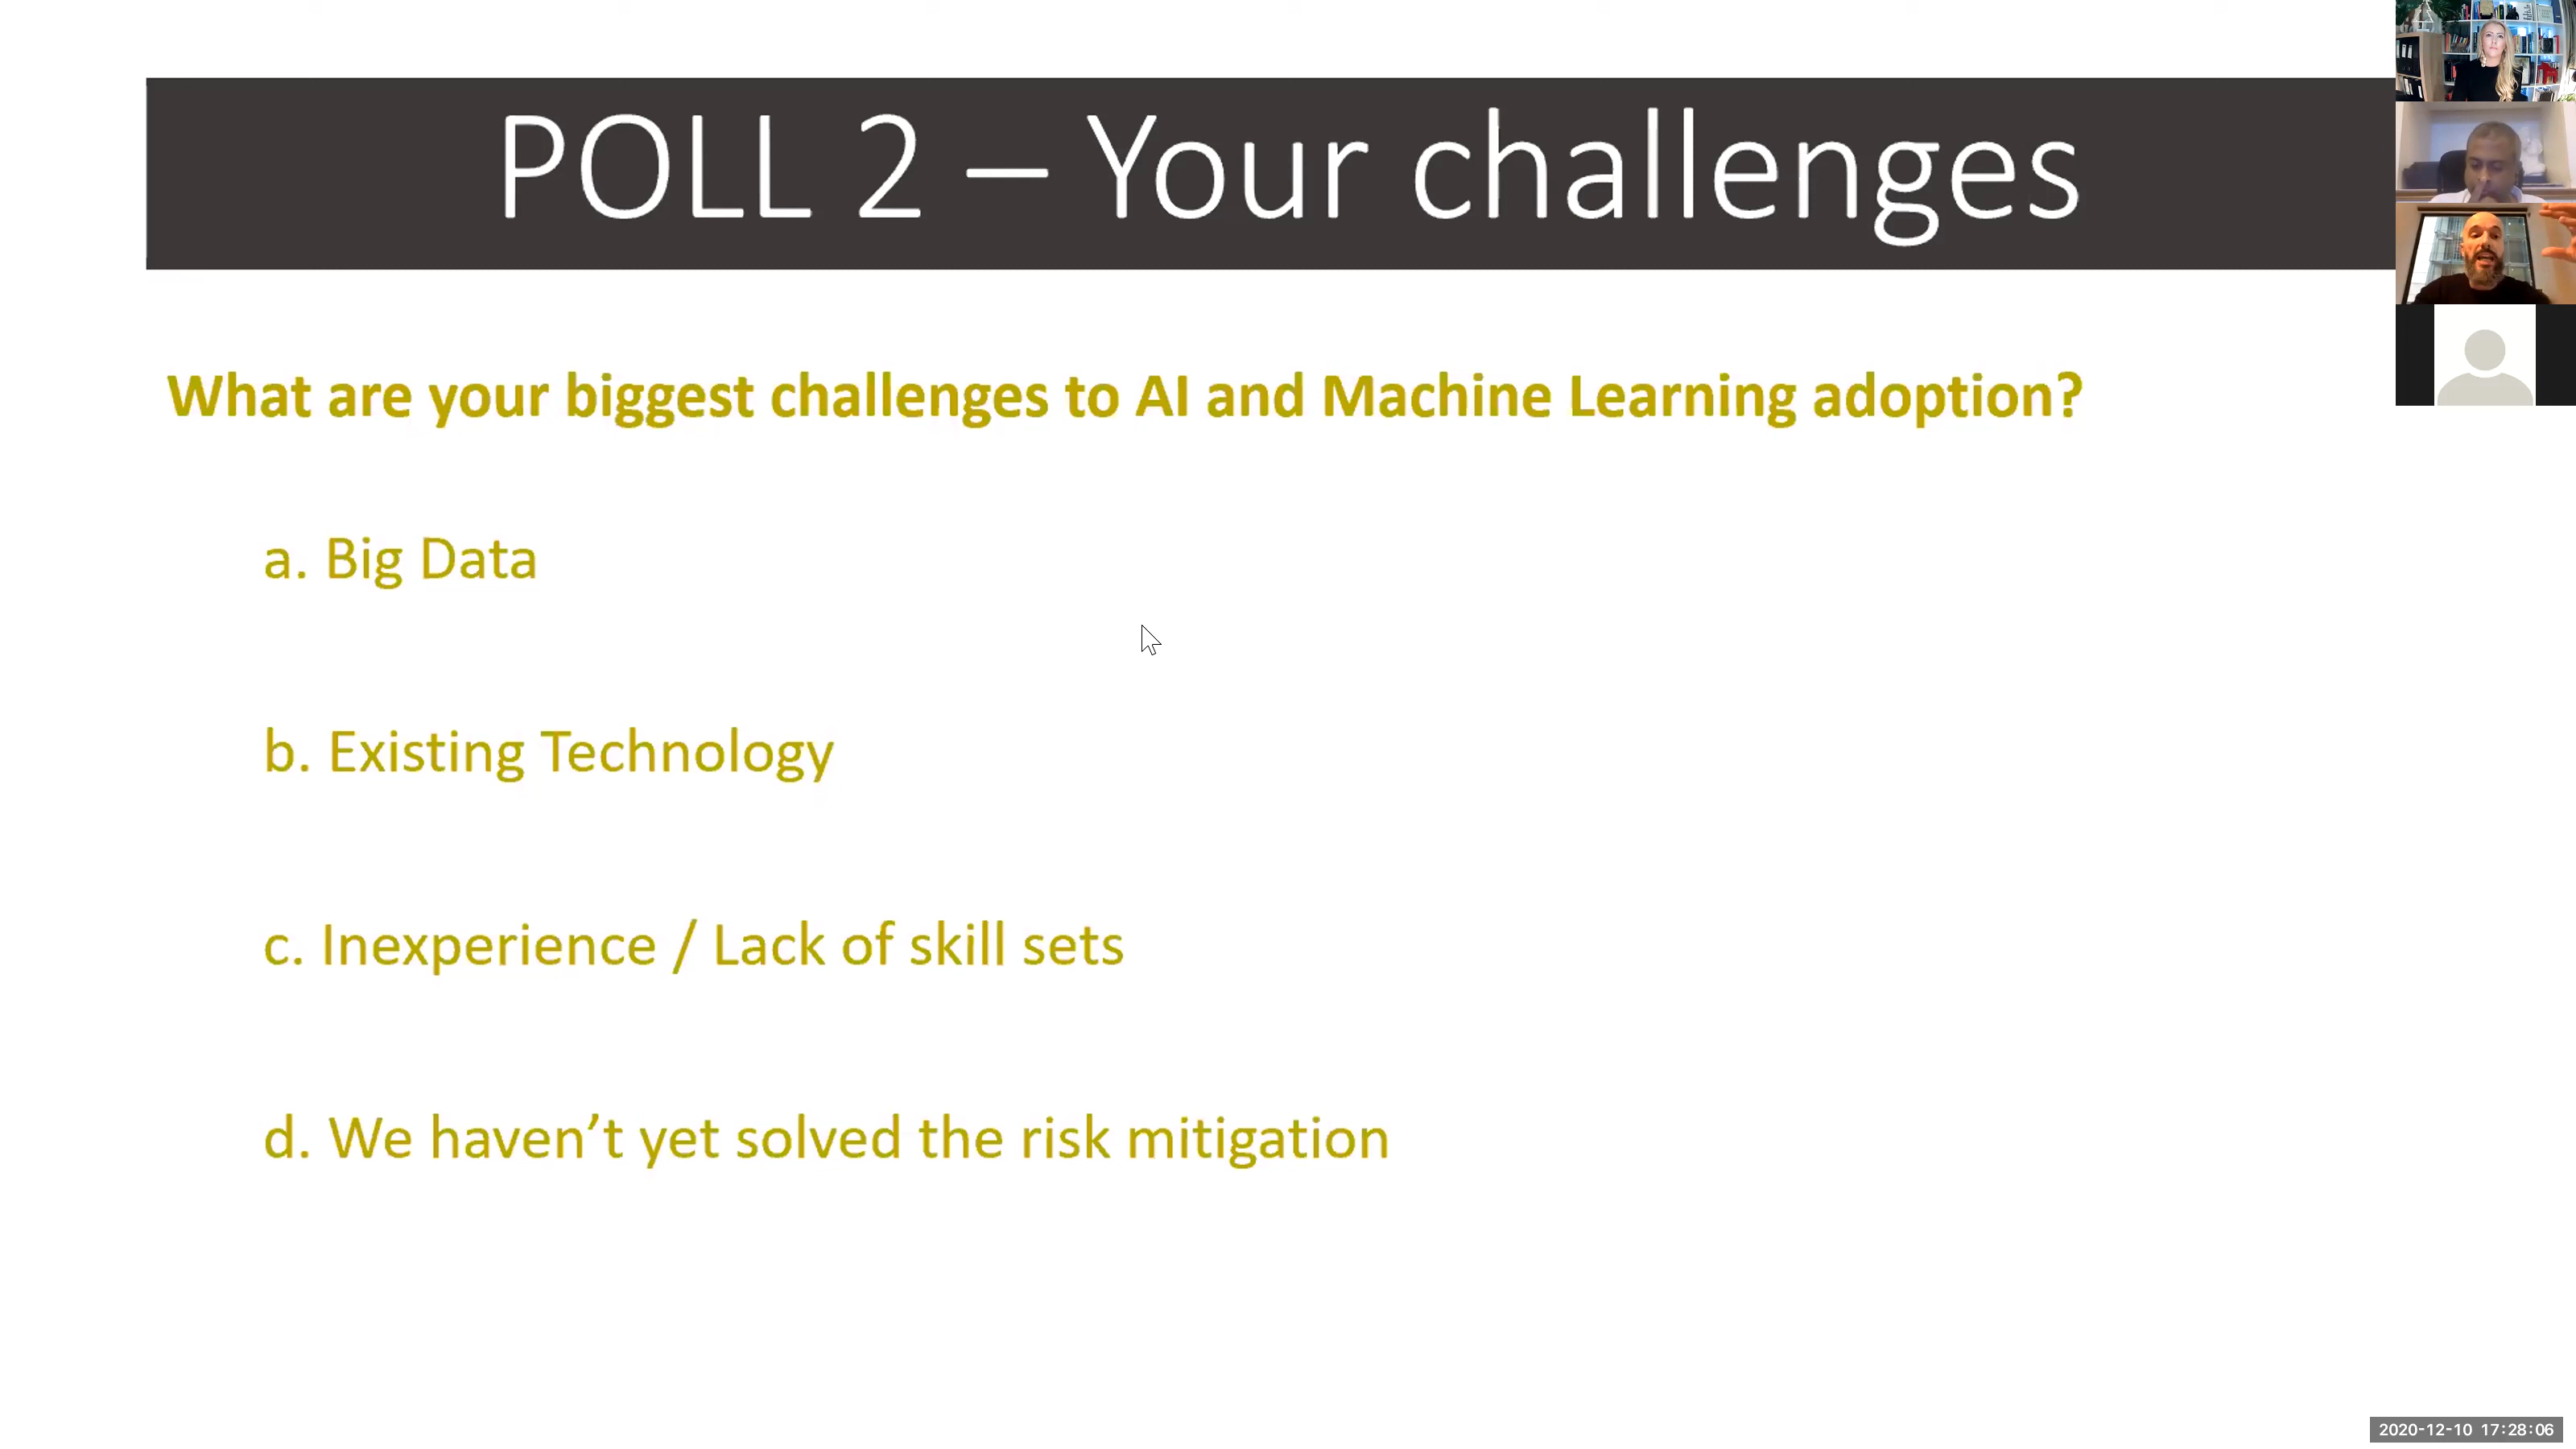 POLL 2 – Your challenges
What are your biggest challenges to AI and Machine Learning adoption?
a. Big Data
b. Existing Technology
c. Inexperience / Lack of skill sets
d. We haven’t yet solved the risk mitigation
2020-12-10 17:28:06